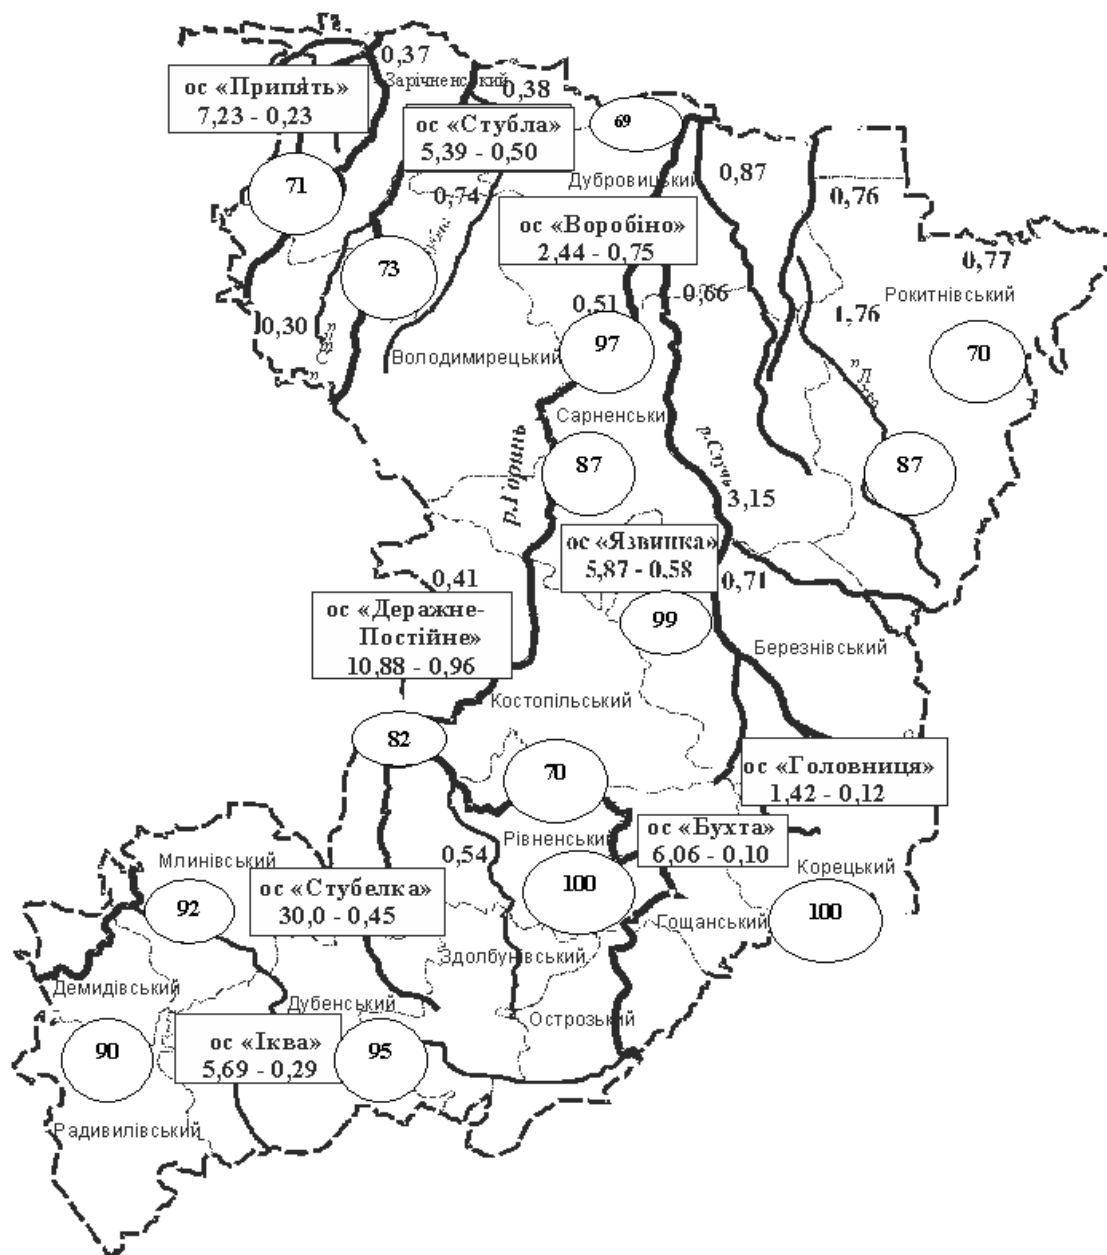 0,37
Зарічненський
0,38
ос «Припять»
7,23 - 0,23
ос «Стубла»
5,39 - 0,50
69
71
Дубровицький
0,87
0,74
0,76
ос «Воробіно»
2,44 - 0,75
73
0,77
0,66
0,51
Рокитнівський
0,30
1,76
97
Володимирецький
70
Сарненськи
р.Горинь
р.Случь
87
87
3,15
ос «Язвинка»
5,87 - 0,58
0,41
0,71
ос «Деражне-
Постійне»
10,88 - 0,96
99
Березнівський
Костопільський
82
70
ос «Головниця»
1,42 - 0,12
ос «Бухта»
6,06 - 0,10
Рівненський
0,54
Млинівський
Корецький
ос «Стубелка»
30,0 - 0,45
100
92
100
Гощанський
Здолбунівський
Демидівський
Дубенський
Острозький
ос «Іква»
5,69 - 0,29
90
95
Радивилівський